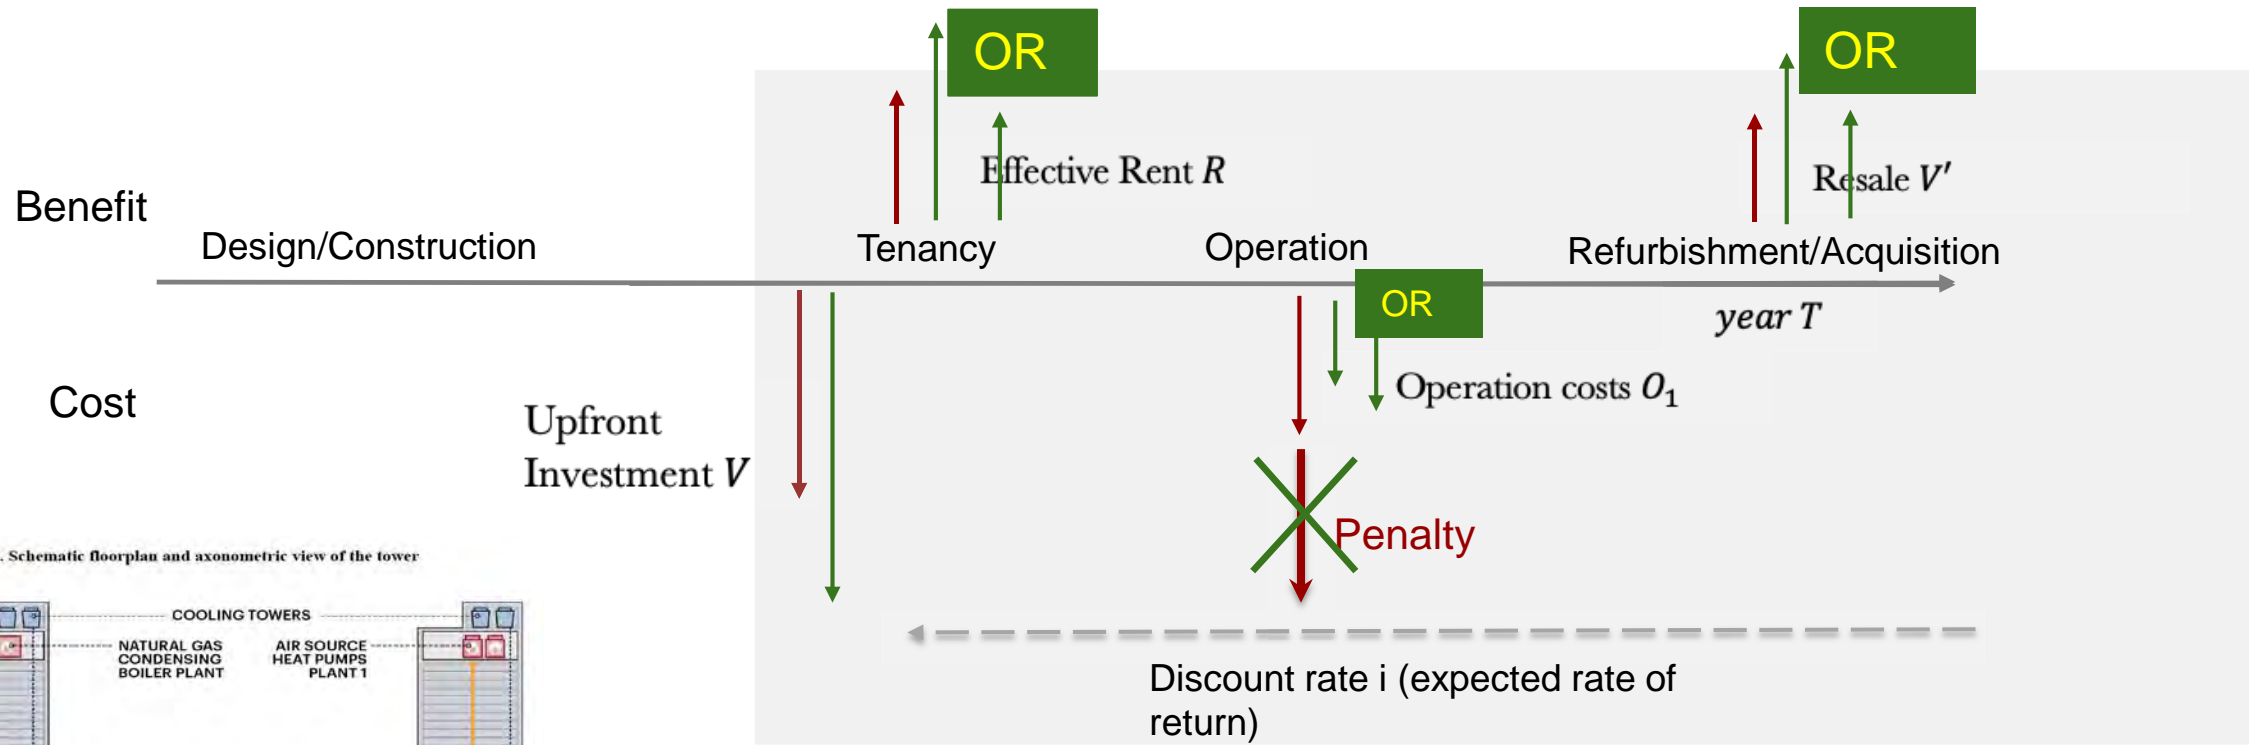 OR
OR
Effective Rent R
Resale V′
Benefit
Design/Construction
Tenancy
Operation
Refurbishment/Acquisition
OR
year T
Operation costs O₁
Cost
Upfront
Investment V
Penalty
. Schematic floorplan and axonometric view of the tower
COOLING TOWERS
NATURAL GAS
CONDENSING
BOILER PLANT
AIR SOURCE
HEAT PUMPS
PLANT 1
Discount rate i (expected rate of
return)